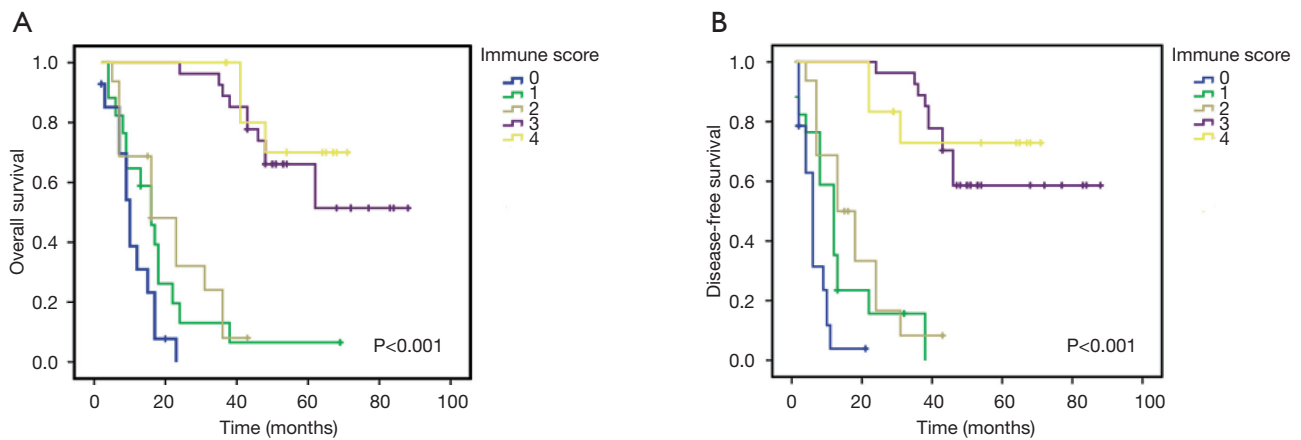 A
Overall survival
1.0
0.8
0.6
0.4
0.2
0.0
0 20 40 60 80 100
Time (months)
P<0.001
Immune score
0
1
2
3
4
B
Disease-free survival
1.0
0.8
0.6
0.4
0.2
0.0
0 20 40 60 80 100
Time (months)
P<0.001
Immune score
0
1
2
3
4